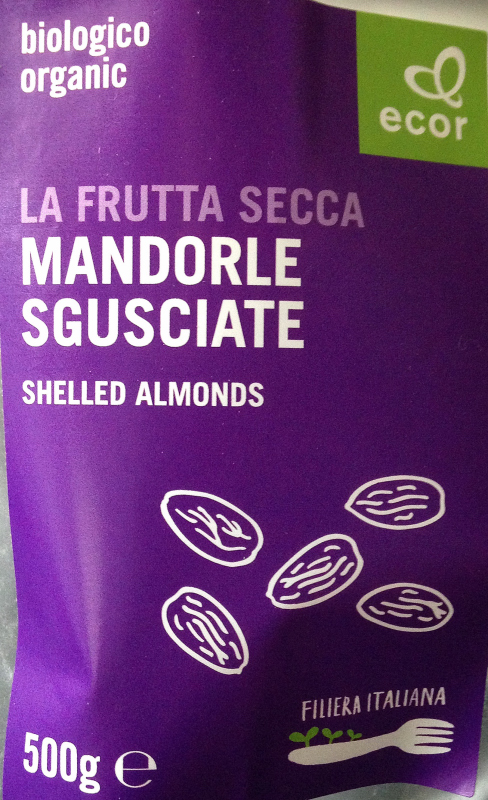 biologico
organic
ecor
LA FRUTTA SECCA
MANDORLE
SGUSCIATE
SHELLED ALMONDS
FILIERA ITALIANA
500g ℮